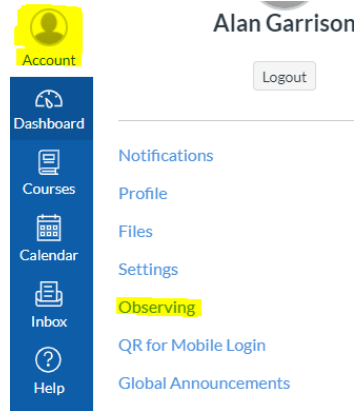 Account
Dashboard
Courses
Calendar
Inbox
Help
Alan Garrison
Logout
Notifications
Profile
Files
Settings
Observing
QR for Mobile Login
Global Announcements